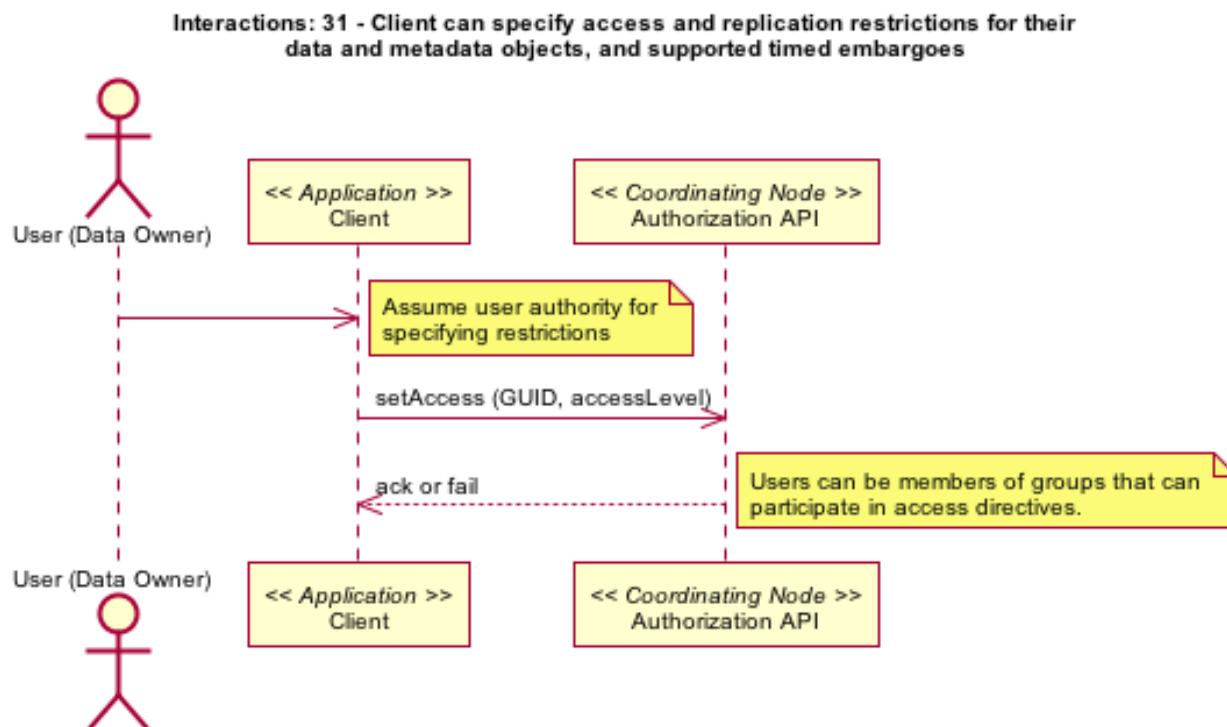 Interactions: 31 - Client can specify access and replication restrictions for their
data and metadata objects, and supported timed embargoes
User (Data Owner)
<< Application >>
Client
<< Coordinating Node >>
Authorization API
Assume user authority for
specifying restrictions
setAccess (GUID, accessLevel)
ack or fail
Users can be members of groups that can
participate in access directives.
User (Data Owner)
<< Application >>
Client
<< Coordinating Node >>
Authorization API